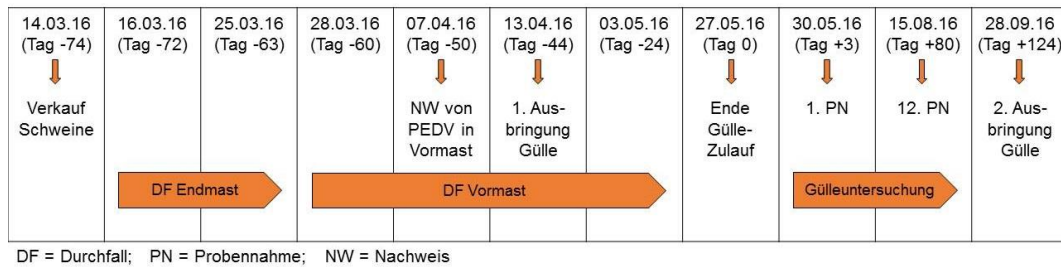 14.03.16 16.03.16 25.03.16 28.03.16 07.04.16 13.04.16 03.05.16 27.05.16 30.05.16 15.08.16 28.09.16
(Tag -74) (Tag -72) (Tag -63) (Tag -60) (Tag -50) (Tag -44) (Tag -24) (Tag 0) (Tag +3) (Tag +80) (Tag +124)
Verkauf NW von 1. Aus- Ende 1. PN 12. PN 2. Aus-
Schweine PEDV in bringung Gülle- bringung
Vormast Gülle Zulauf Gülle
DF Endmast DF Vormast Gülleuntersuchung
DF = Durchfall; PN = Probennahme; NW = Nachweis